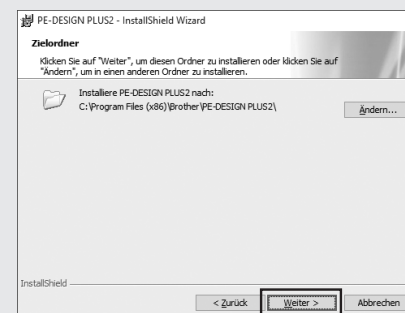 PE-DESIGN PLUS2 - InstallShield Wizard
Zielordner
Klicken Sie auf "Weiter", um diesen Ordner zu installieren oder klicken Sie auf
"Ändern", um in einen anderen Ordner zu installieren.
Installiere PE-DESIGN PLUS2 nach:
C:\Program Files (x86)\Brother\PE-DESIGN PLUS2\
Ändern...
InstallShield
< Zurück
Weiter >
Abbrechen